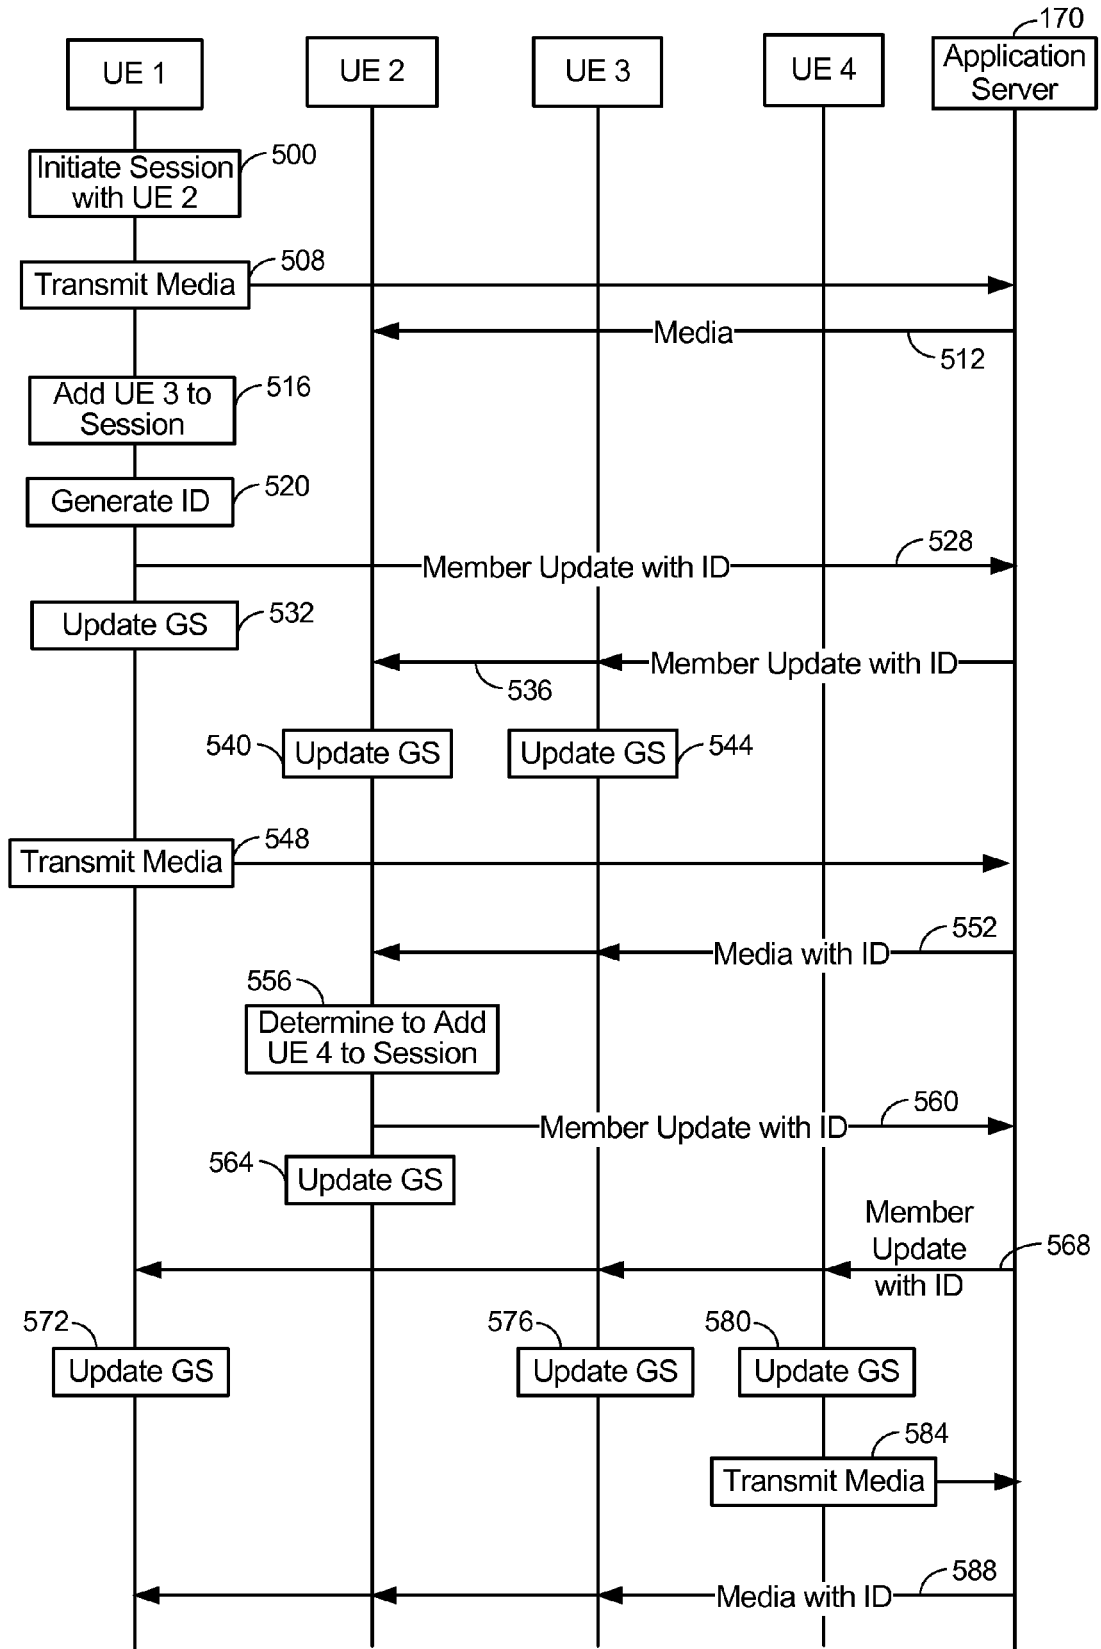 170
UE 1
UE 2
UE 3
UE 4
Application
Server
500
Initiate Session
with UE 2
508
Transmit Media
Media
512
516
Add UE 3 to
Session
520
Generate ID
528
Member Update with ID
532
Update GS
Member Update with ID
536
540
Update GS
Update GS
544
548
Transmit Media
552
Media with ID
556
Determine to Add
UE 4 to Session
560
Member Update with ID
564
Update GS
Member
Update
with ID
568
572
576
580
Update GS
Update GS
Update GS
584
Transmit Media
588
Media with ID